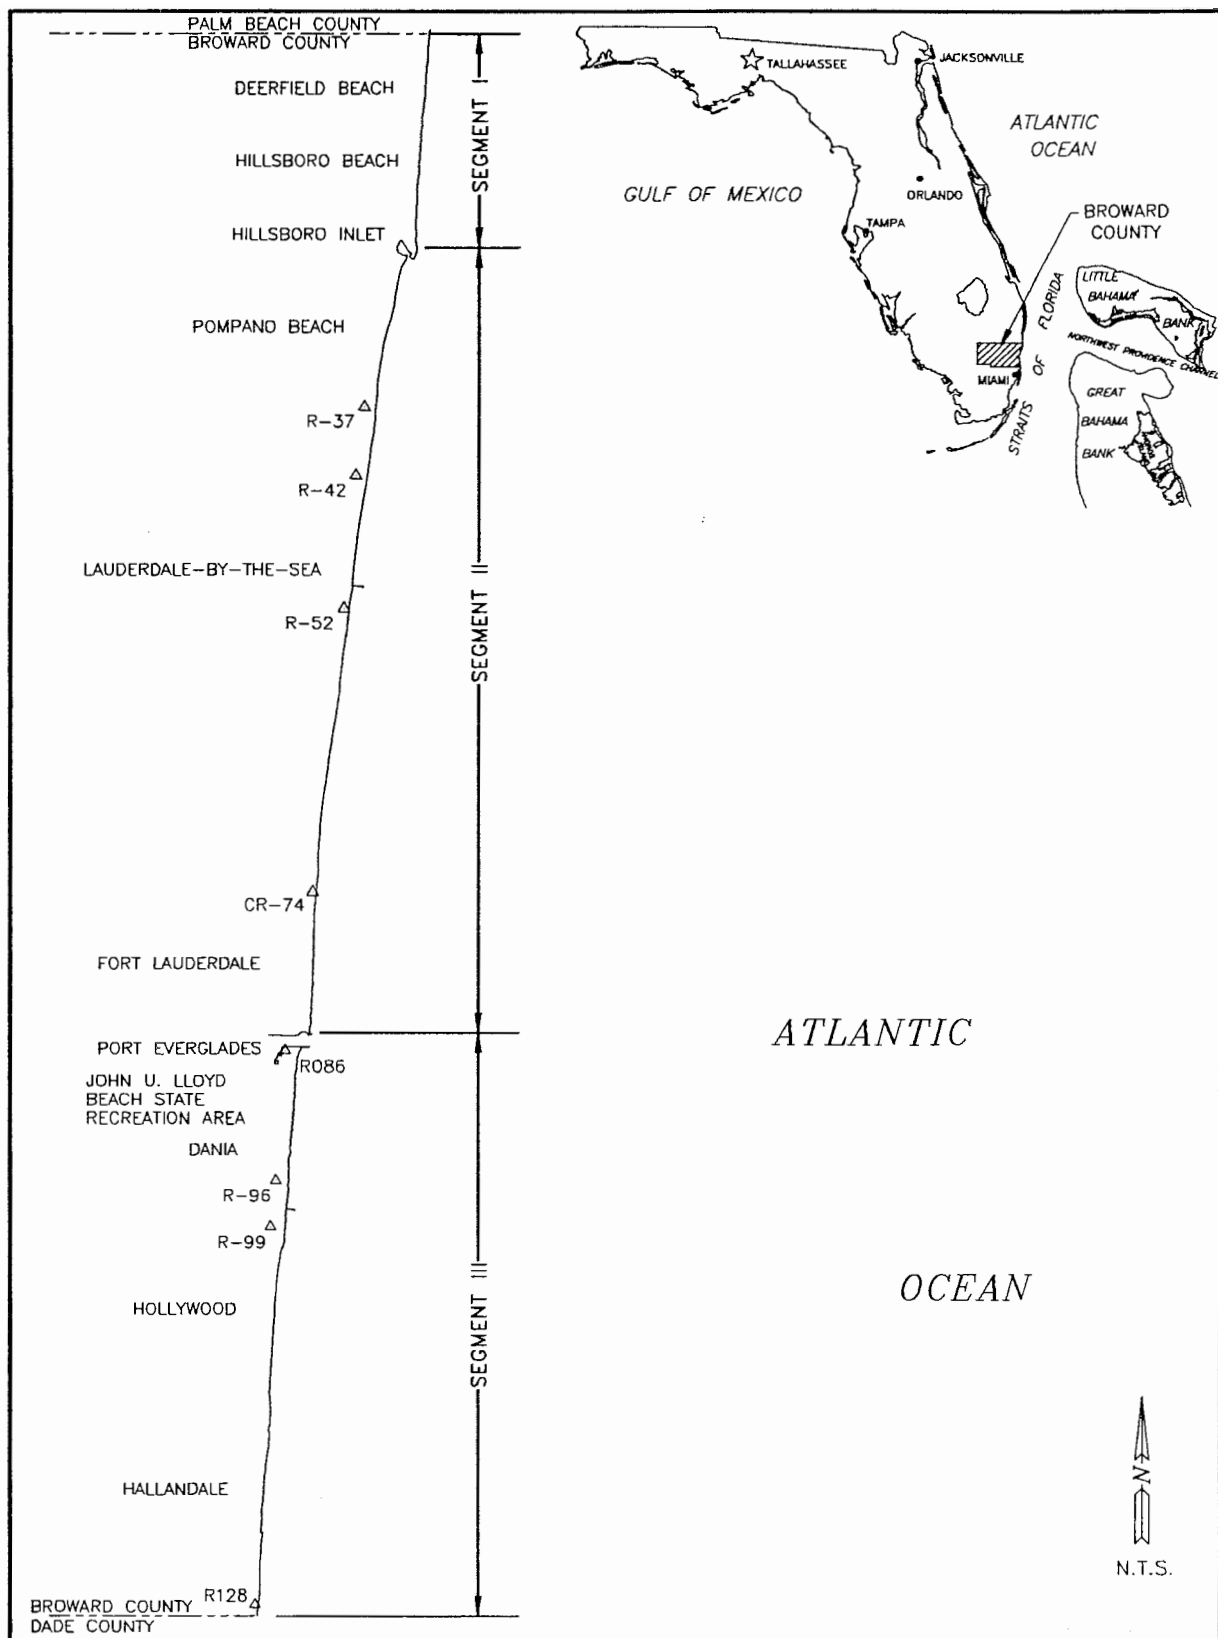 PALM BEACH COUNTY
BROWARD COUNTY
DEERFIELD BEACH
HILLSBORO BEACH
HILLSBORO INLET
POMPANO BEACH
R-37
R-42
LAUDERDALE-BY-THE-SEA
R-52
CR-74
FORT LAUDERDALE
PORT EVERGLADES
R086
JOHN U. LLOYD
BEACH STATE
RECREATION AREA
DANIA
R-96
R-99
HOLLYWOOD
HALLANDALE
R128
BROWARD COUNTY
DADE COUNTY
SEGMENT I
SEGMENT II
SEGMENT III
TALLAHASSEE
JACKSONVILLE
ATLANTIC
OCEAN
GULF OF MEXICO
ORLANDO
TAMPA
BROWARD
COUNTY
MIAMI
STRAITS OF FLORIDA
LITTLE
BAHAMA
BANK
NORTHWEST PROVIDENCE CHANNEL
GREAT
BAHAMA
BANK
ATLANTIC
OCEAN
N
N.T.S.